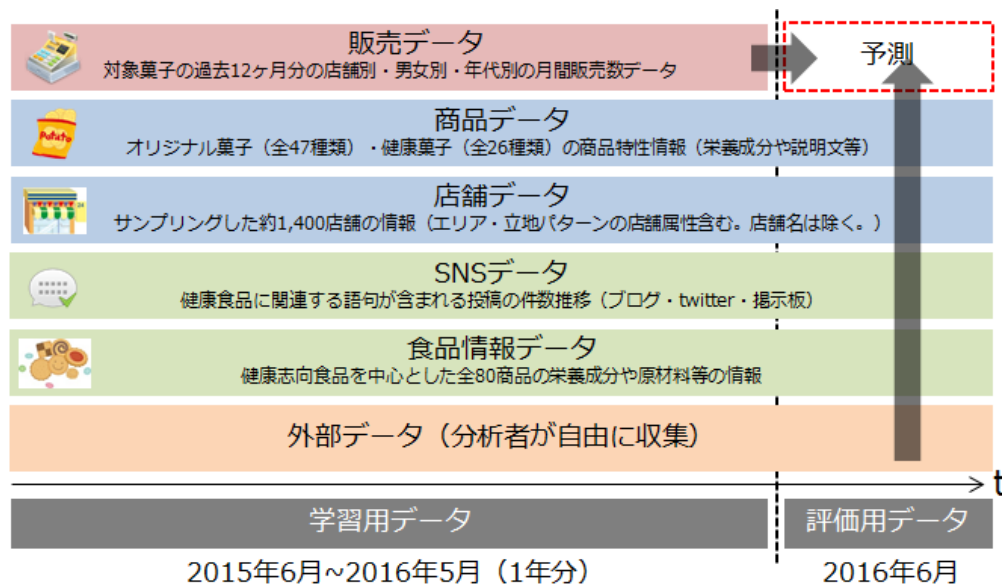 販売データ
対象菓子の過去12ヶ月分の店舗別・男女別・年代別の月間販売数データ
予測
Potato
商品データ
オリジナル菓子（全47種類）・健康菓子（全26種類）の商品特性情報（栄養成分や説明文等）
店舗データ
サンプリングした約1,400店舗の情報（エリア・立地パターンの店舗属性含む。店舗名は除く。）
SNSデータ
健康食品に関連する語句が含まれる投稿の件数推移（ブログ・twitter・掲示板）
食品情報データ
健康志向食品を中心とした全80商品の栄養成分や原材料等の情報
外部データ（分析者が自由に収集）
t
学習用データ
評価用データ
2015年6月~2016年5月（1年分）
2016年6月